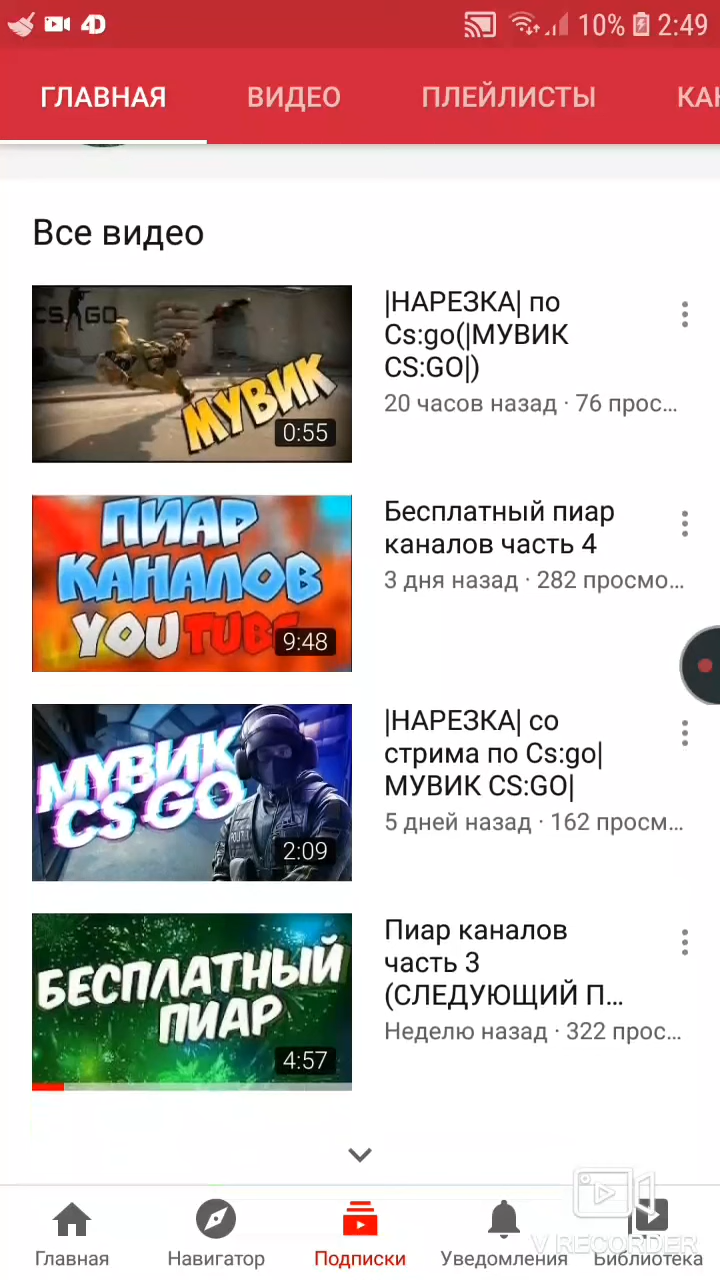 4D 10% 2:49
ГЛАВНАЯ ВИДЕО ПЛЕЙЛИСТЫ КАН
Все видео
CS GO
МУВИК
0:55
|НАРЕЗКА| по
Cs:go(|МУВИК
CS:GO|)
20 часов назад · 76 прос...
ПИАР
КАНАЛОВ
YOUTUBE
9:48
Бесплатный пиар
каналов часть 4
3 дня назад · 282 просмо...
МУВИК
CS GO
2:09
|НАРЕЗКА| со
стрима по Cs:go|
МУВИК CS:GO|
5 дней назад · 162 просм...
БЕСПЛАТНЫЙ
ПИАР
4:57
Пиар каналов
часть 3
(СЛЕДУЮЩИЙ П...
Неделю назад · 322 прос...
Главная Навигатор Подписки Уведомления Библиотека
V RECORDER